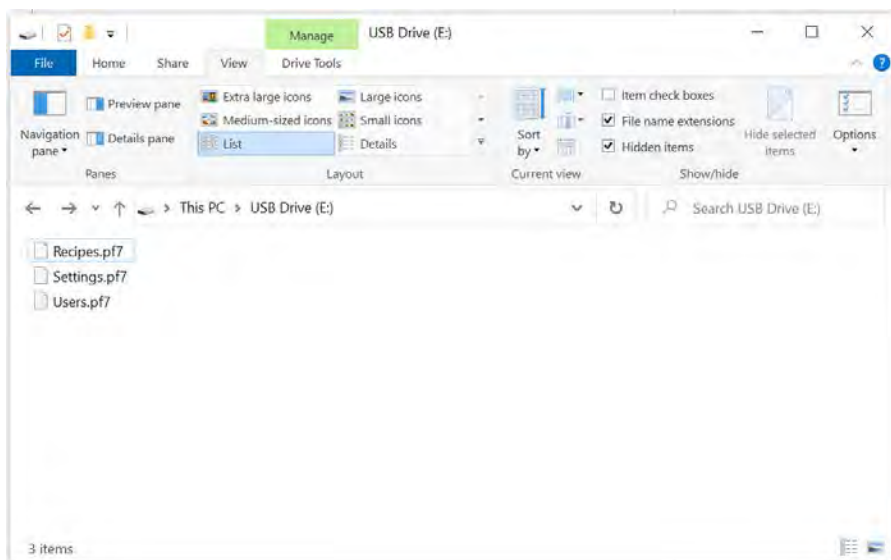 Manage
USB Drive (E:)
File Home Share View Drive Tools
Navigation pane
Preview pane
Details pane
Panes
Extra large icons Large icons
Medium-sized icons Small icons
List Details
Layout
Sort by
Current view
Item check boxes
File name extensions
Hidden items
Hide selected items
Show/hide
Options
This PC > USB Drive (E:)
Search USB Drive (E:)
Recipes.pf7
Settings.pf7
Users.pf7
3 items